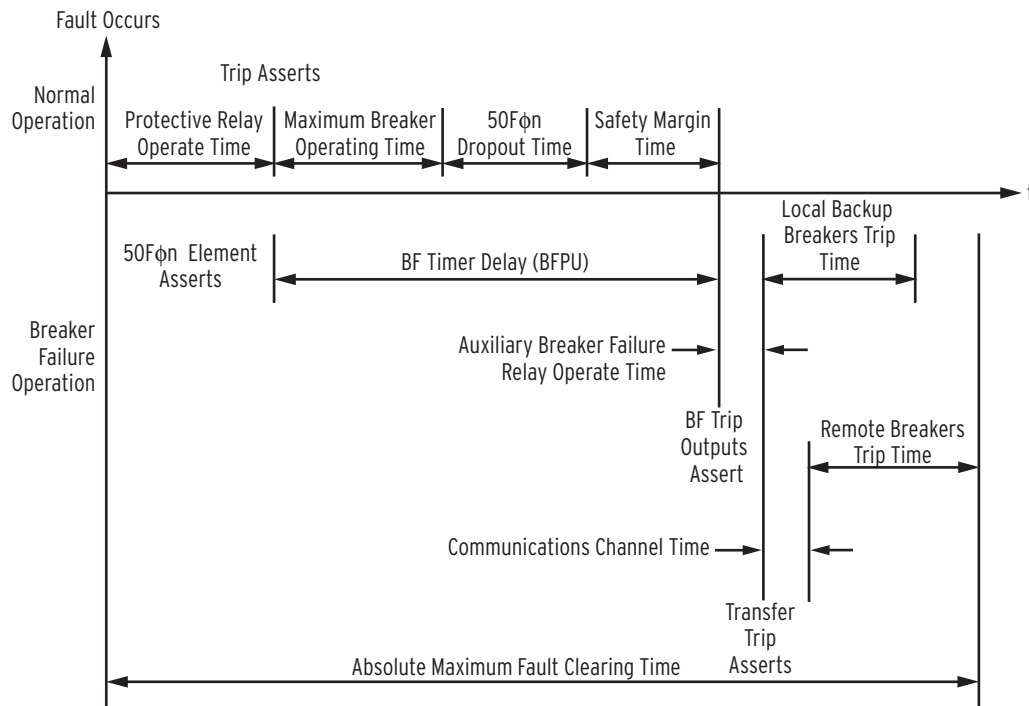 Fault Occurs
Trip Asserts
Normal
Operation
Protective Relay
Operate Time
Maximum Breaker
Operating Time
50Fϕn
Dropout Time
Safety Margin
Time
t
50Fϕn Element
Asserts
BF Timer Delay (BFPU)
Local Backup
Breakers Trip
Time
Breaker
Failure
Operation
Auxiliary Breaker Failure
Relay Operate Time
BF Trip
Outputs
Assert
Remote Breakers
Trip Time
Communications Channel Time
Transfer
Trip
Asserts
Absolute Maximum Fault Clearing Time